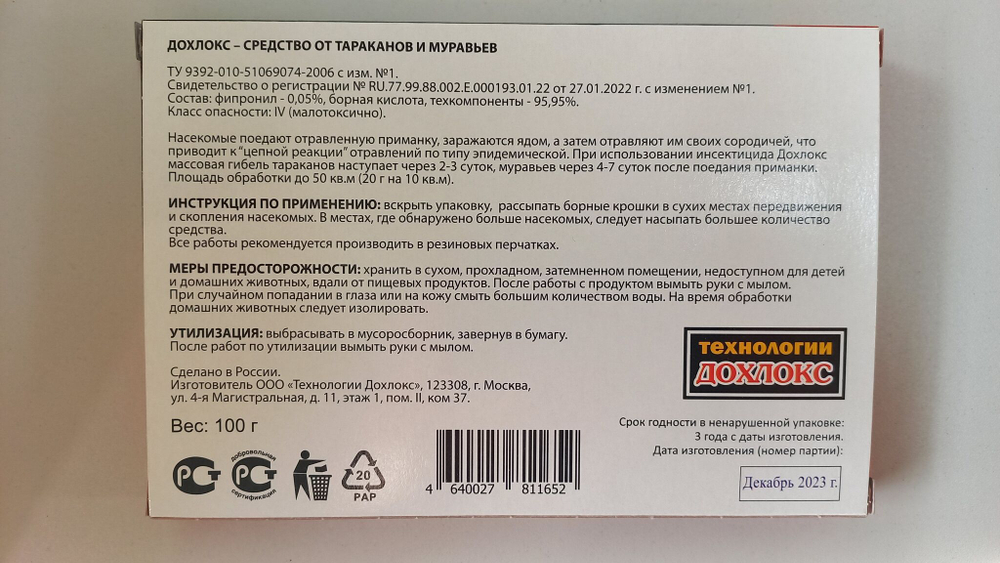 ДОХЛОКС – СРЕДСТВО ОТ ТАРАКАНОВ И МУРАВЬЕВ
ТУ 9392-010-51069074-2006 с изм. №1.
Свидетельство о регистрации № RU.77.99.88.002.Е.000193.01.22 от 27.01.2022 г. с изменением №1.
Состав: фипронил - 0,05%, борная кислота, техкомпоненты - 95,95%.
Класс опасности: IV (малотоксично).
Насекомые поедают отравленную приманку, заражаются ядом, а затем отравляют им своих сородичей, что
приводит к “цепной реакции” отравлений по типу эпидемической. При использовании инсектицида Дохлокс
массовая гибель тараканов наступает через 2-3 суток, муравьев через 4-7 суток после поедания приманки.
Площадь обработки до 50 кв.м (20 г на 10 кв.м).
ИНСТРУКЦИЯ ПО ПРИМЕНЕНИЮ: вскрыть упаковку, рассыпать борные крошки в сухих местах передвижения
и скопления насекомых. В местах, где обнаружено больше насекомых, следует насыпать большее количество
средства.
Все работы рекомендуется производить в резиновых перчатках.
МЕРЫ ПРЕДОСТОРОЖНОСТИ: хранить в сухом, прохладном, затемненном помещении, недоступном для детей
и домашних животных, вдали от пищевых продуктов. После работы с продуктом вымыть руки с мылом.
При случайном попадании в глаза или на кожу смыть большим количеством воды. На время обработки
домашних животных следует изолировать.
УТИЛИЗАЦИЯ: выбрасывать в мусоросборник, завернув в бумагу.
После работ по утилизации вымыть руки с мылом.
технологии
ДОХЛОКС
Сделано в России.
Изготовитель ООО «Технологии Дохлокс», 123308, г. Москва,
ул. 4-я Магистральная, д. 11, этаж 1, пом. II, ком 37.
Вес: 100 г
Срок годности в ненарушенной упаковке:
3 года с даты изготовления.
Дата изготовления (номер партии):
Декабрь 2023 г.
РСТ
добровольная
РСТ
сертификация
20
PAP
4 640027 811652